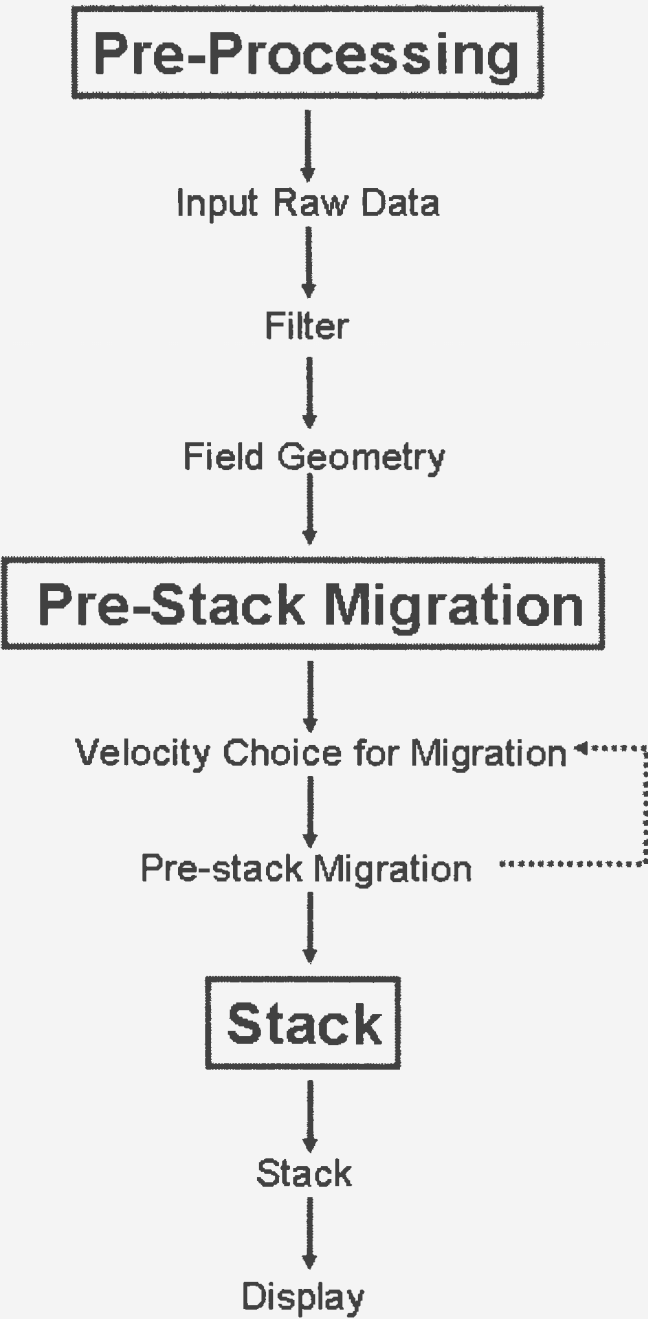 Pre-Processing
Input Raw Data
Filter
Field Geometry
Pre-Stack Migration
Velocity Choice for Migration
Pre-stack Migration
Stack
Stack
Display